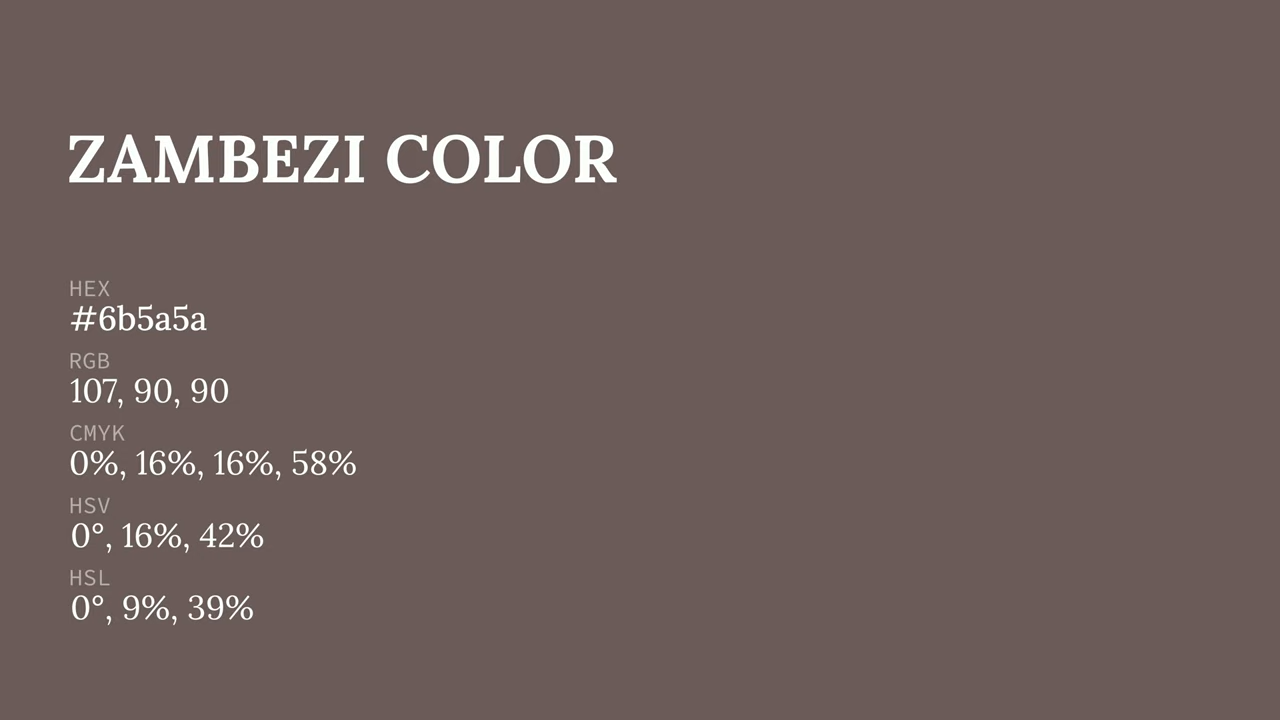 ZAMBEZI COLOR
HEX
#6b5a5a
RGB
107, 90, 90
CMYK
0%, 16%, 16%, 58%
HSV
0°, 16%, 42%
HSL
0°, 9%, 39%